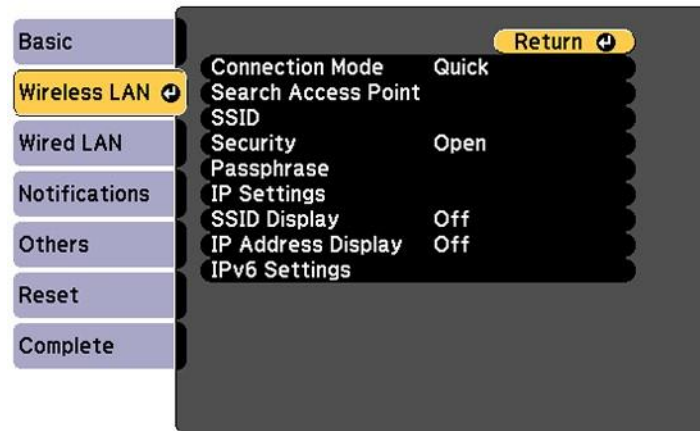 Basic
Wireless LAN
Wired LAN
Notifications
Others
Reset
Complete
Return
Connection Mode Quick
Search Access Point
SSID
Security Open
Passphrase
IP Settings
SSID Display Off
IP Address Display Off
IPv6 Settings